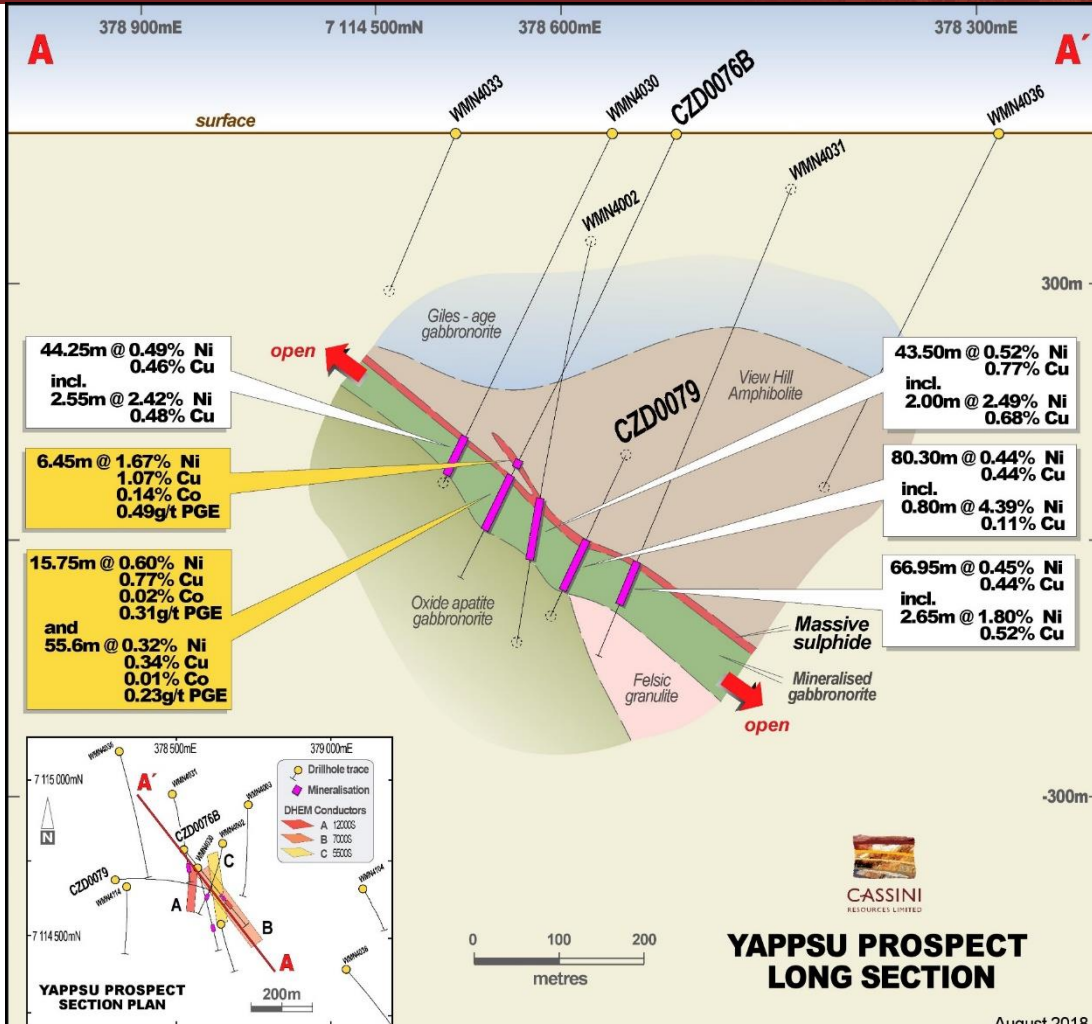 378 900mE
7 114 500mN
378 600mE
378 300mE
A
A´
WMN4033
WMN4030
CZD0076B
WMN4036
surface
WMN4031
WMN4002
300m
Giles - age
gabbronorite
open
View Hill
Amphibolite
CZD0079
44.25m @ 0.49% Ni
0.46% Cu
incl.
2.55m @ 2.42% Ni
0.48% Cu
43.50m @ 0.52% Ni
0.77% Cu
incl.
2.00m @ 2.49% Ni
0.68% Cu
6.45m @ 1.67% Ni
1.07% Cu
0.14% Co
0.49g/t PGE
80.30m @ 0.44% Ni
0.44% Cu
incl.
0.80m @ 4.39% Ni
0.11% Cu
15.75m @ 0.60% Ni
0.77% Cu
0.02% Co
0.31g/t PGE
and
55.6m @ 0.32% Ni
0.34% Cu
0.01% Co
0.23g/t PGE
66.95m @ 0.45% Ni
0.44% Cu
incl.
2.65m @ 1.80% Ni
0.52% Cu
Oxide apatite
gabbronorite
Massive
sulphide
Felsic
granulite
Mineralised
gabbronorite
open
-300m
378 500mE
379 000mE
7 115 000mN
A´
WMN4031
CZD0076B
WMN4030
WMN4002
C
CZD0079
WMN4114
A
B
7 114 500mN
A
N
Drillhole trace
Mineralisation
DHEM Conductors
A 12000S
B 7000S
C 5500S
YAPPSU PROSPECT
SECTION PLAN
200m
0 100 200
metres
CASSINI
RESOURCES LIMITED
YAPPSU PROSPECT
LONG SECTION
August 2018